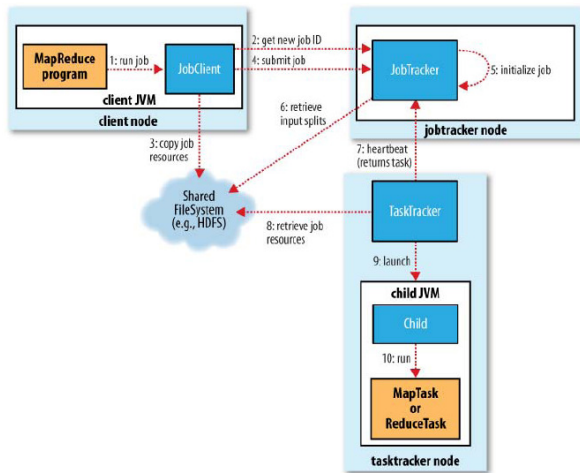 MapReduce
program
1: run job
JobClient
client JVM
client node
2: get new job ID
4: submit job
JobTracker
5: initialize job
jobtracker node
3: copy job
resources
6: retrieve
input splits
7: heartbeat
(returns task)
Shared
FileSystem
(e.g., HDFS)
8: retrieve job
resources
TaskTracker
9: launch
child JVM
Child
10: run
MapTask
or
ReduceTask
tasktracker node